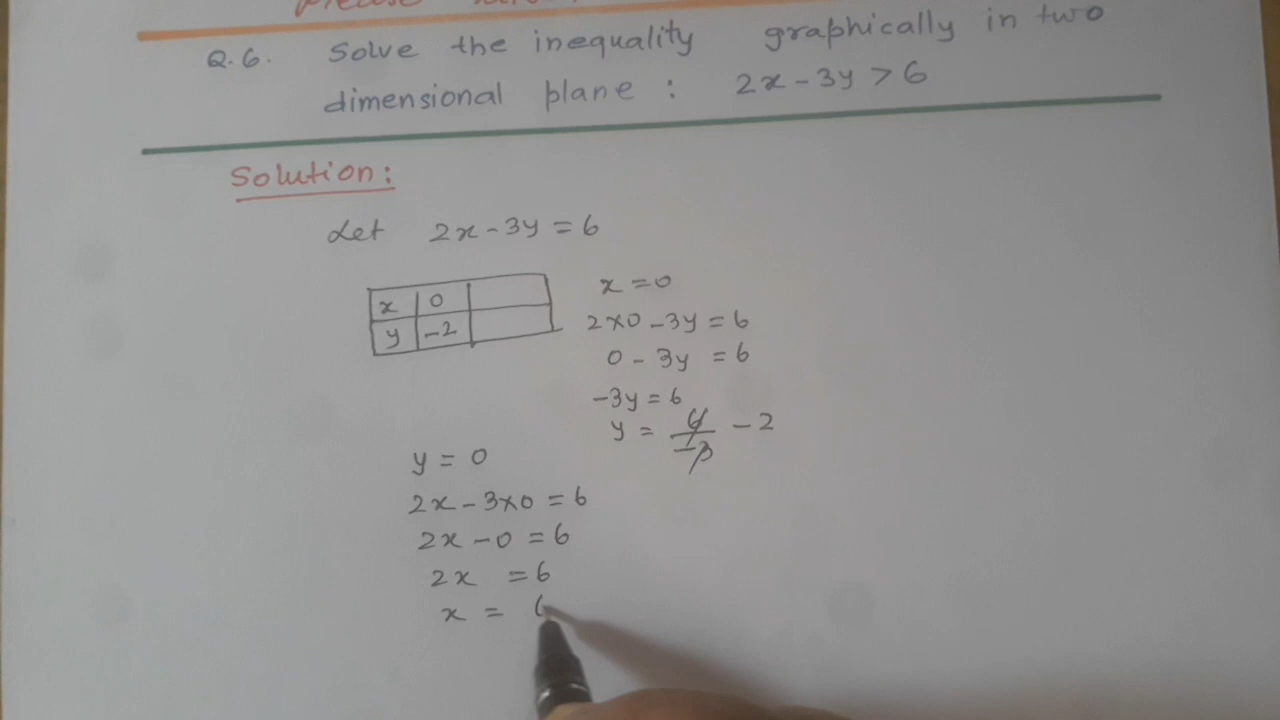 Please
Q.6. Solve the inequality graphically in two
dimensional plane : 2x - 3y > 6
Solution:
Let 2x - 3y = 6
x 0
y -2
x = 0
2×0 - 3y = 6
0 - 3y = 6
-3y = 6
y = 6/-3 - 2
y = 0
2x - 3×0 = 6
2x - 0 = 6
2x = 6
x =